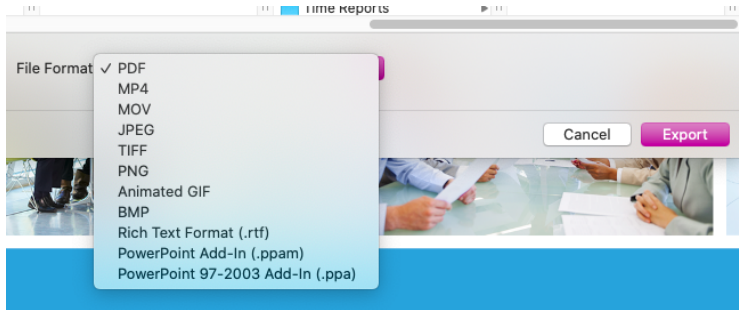 Time Reports
File Format ✓ PDF
MP4
MOV
JPEG
TIFF
PNG
Animated GIF
BMP
Rich Text Format (.rtf)
PowerPoint Add-In (.ppam)
PowerPoint 97-2003 Add-In (.ppa)
Cancel Export